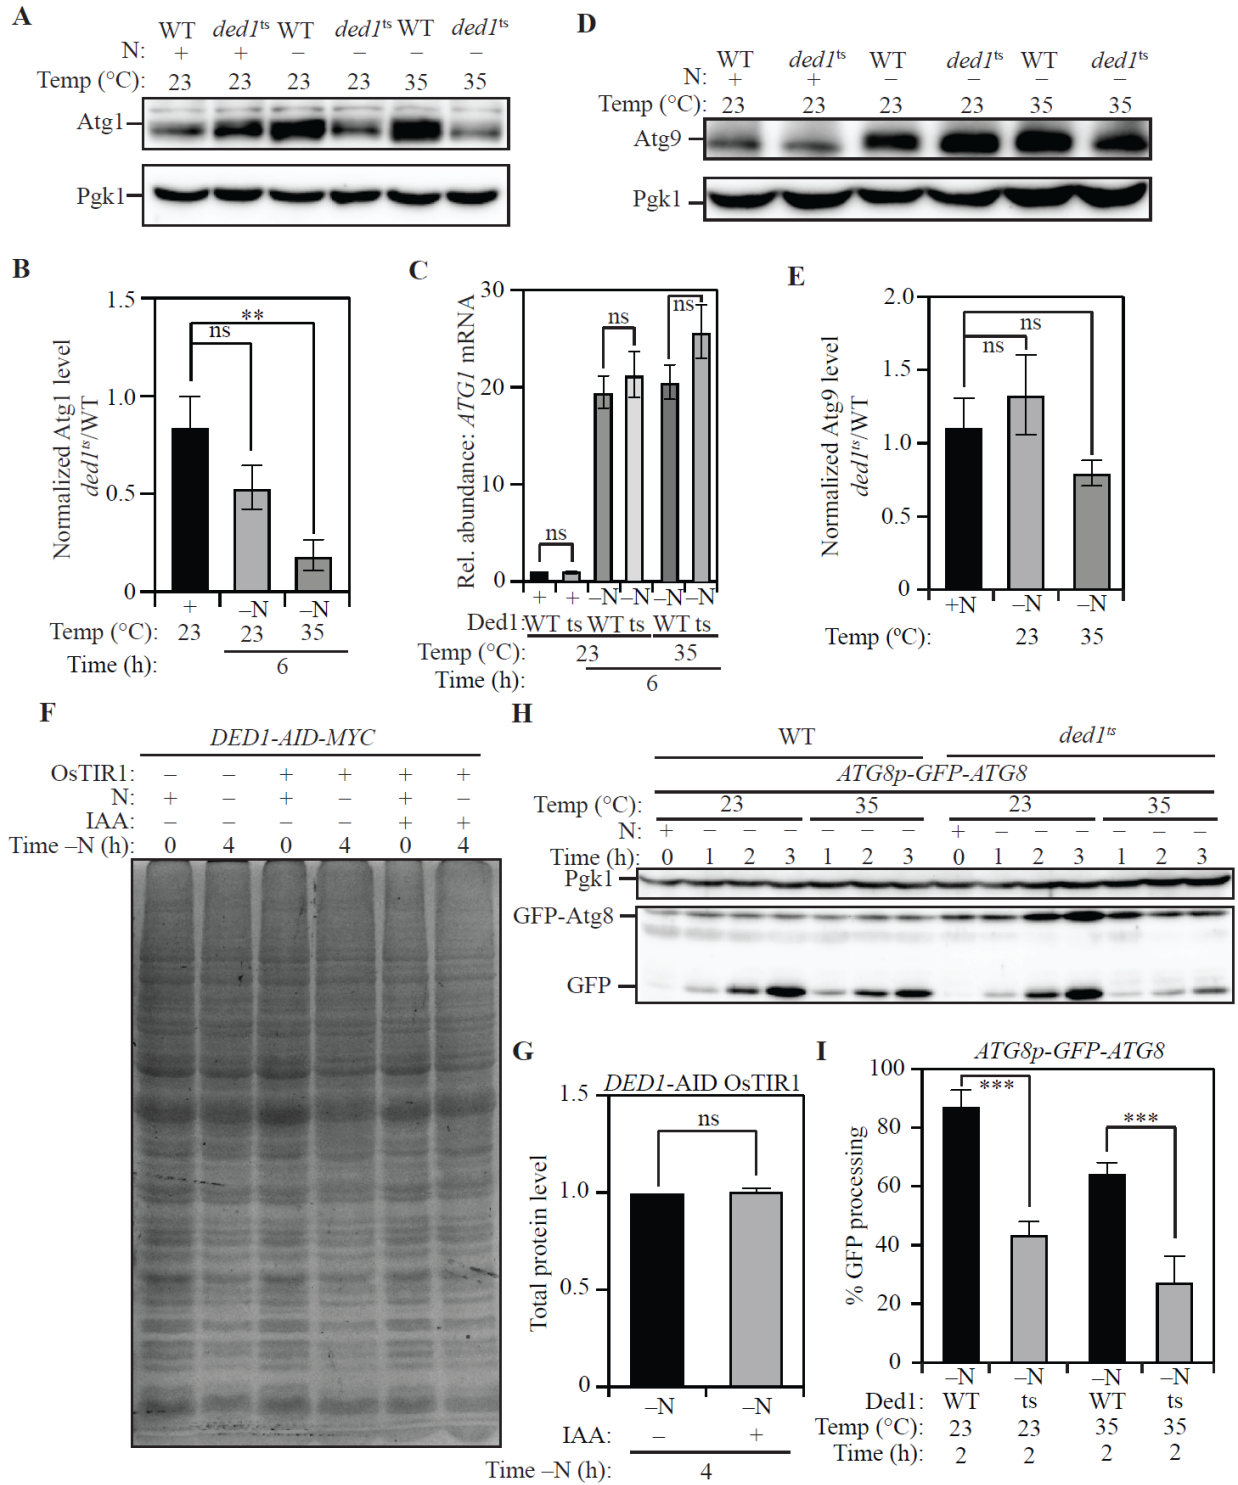 A
WT ded1ts WT ded1ts WT ded1ts
N: + + − − − −
Temp (°C): 23 23 23 23 35 35
Atg1
Pgk1
D
WT ded1ts WT ded1ts WT ded1ts
N: + + − − − −
Temp (°C): 23 23 23 23 35 35
Atg9
Pgk1
B
Normalized Atg1 level
ded1ts/WT
1.5
1.0
0.5
0
**
ns
+ –N –N
Temp (°C): 23 23 35
Time (h): 6
C
Rel. abundance: ATG1 mRNA
30
20
10
0
ns
ns
ns
+ + –N –N –N –N
Ded1: WT ts WT ts WT ts
Temp (°C): 23 35
Time (h): 6
E
Normalized Atg9 level
ded1ts/WT
2.0
1.5
1.0
0.5
0
ns
ns
+N –N –N
Temp (ºC): 23 35
F
DED1-AID-MYC
OsTIR1: – – + + + +
N: + – + – + –
IAA: – – – – + +
Time –N (h): 0 4 0 4 0 4
H
WT ded1ts
ATG8p-GFP-ATG8
Temp (°C): 23 35 23 35
N: + – – – – – – + – – – – – –
Time (h): 0 1 2 3 1 2 3 0 1 2 3 1 2 3
Pgk1
GFP-Atg8
GFP
G
DED1-AID OsTIR1
Total protein level
1.5
1.0
0.5
0
ns
–N –N
IAA: – +
Time –N (h): 4
I
ATG8p-GFP-ATG8
% GFP processing
100
80
60
40
20
0
***
***
–N –N –N –N
Ded1: WT ts WT ts
Temp (°C): 23 23 35 35
Time (h): 2 2 2 2